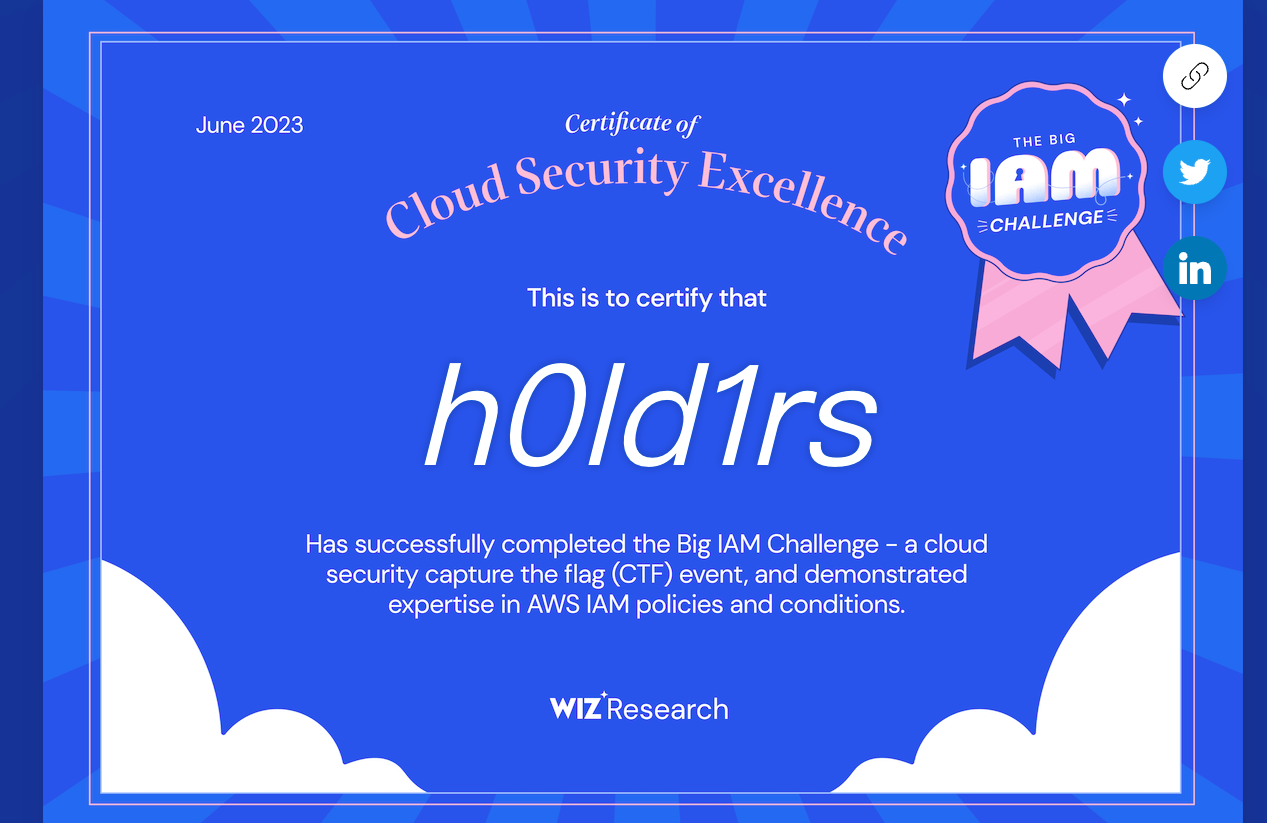 June 2023
Certificate of
Cloud Security Excellence
THE BIG
IAM
CHALLENGE
This is to certify that
h0ld1rs
Has successfully completed the Big IAM Challenge – a cloud
security capture the flag (CTF) event, and demonstrated
expertise in AWS IAM policies and conditions.
WIZ Research
in